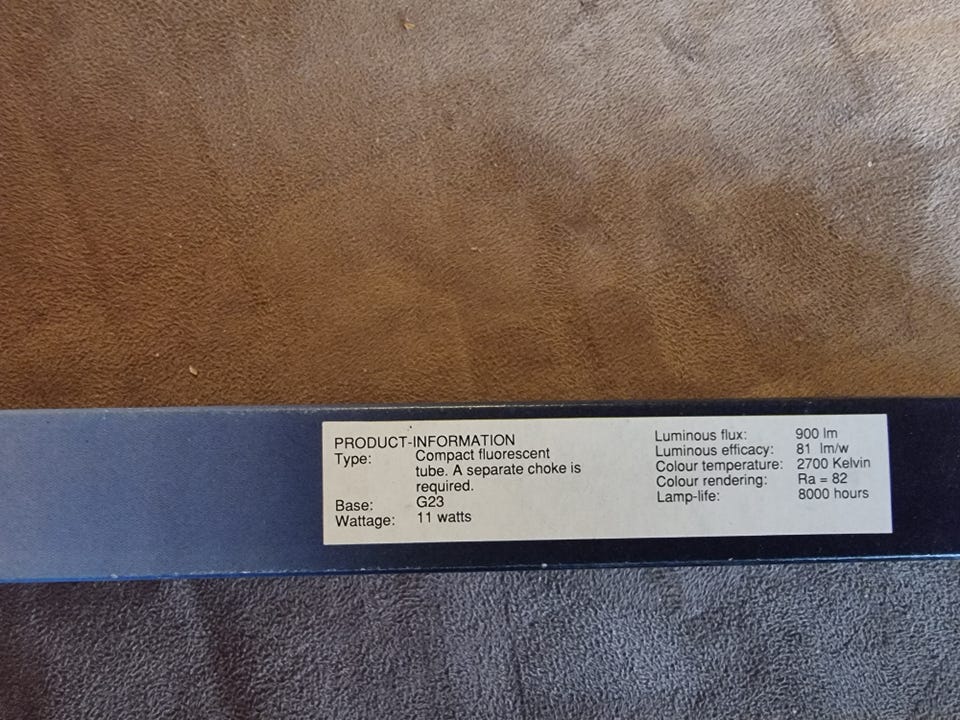 PRODUCT-INFORMATION
Type: Compact fluorescent
tube. A separate choke is
required.
Base: G23
Wattage: 11 watts
Luminous flux: 900 lm
Luminous efficacy: 81 lm/w
Colour temperature: 2700 Kelvin
Colour rendering: Ra = 82
Lamp-life: 8000 hours